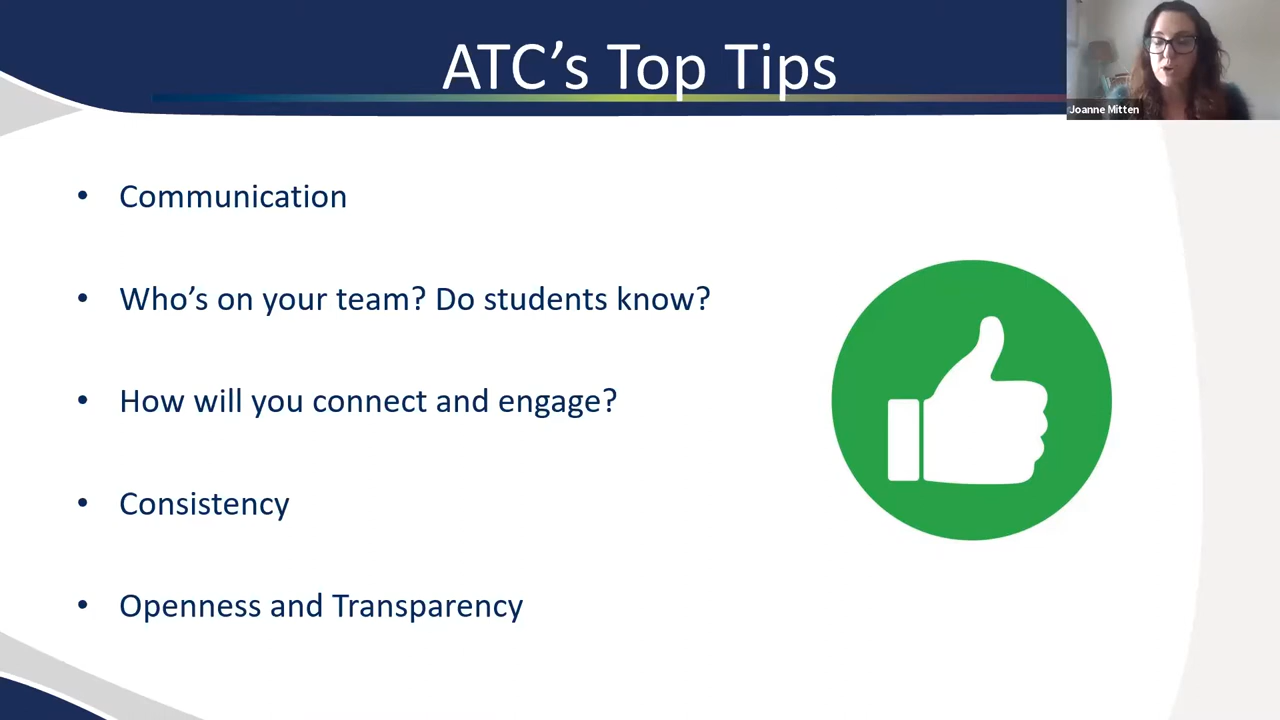 ATC’s Top Tips
Joanne Mitten
• Communication
• Who’s on your team? Do students know?
• How will you connect and engage?
• Consistency
• Openness and Transparency